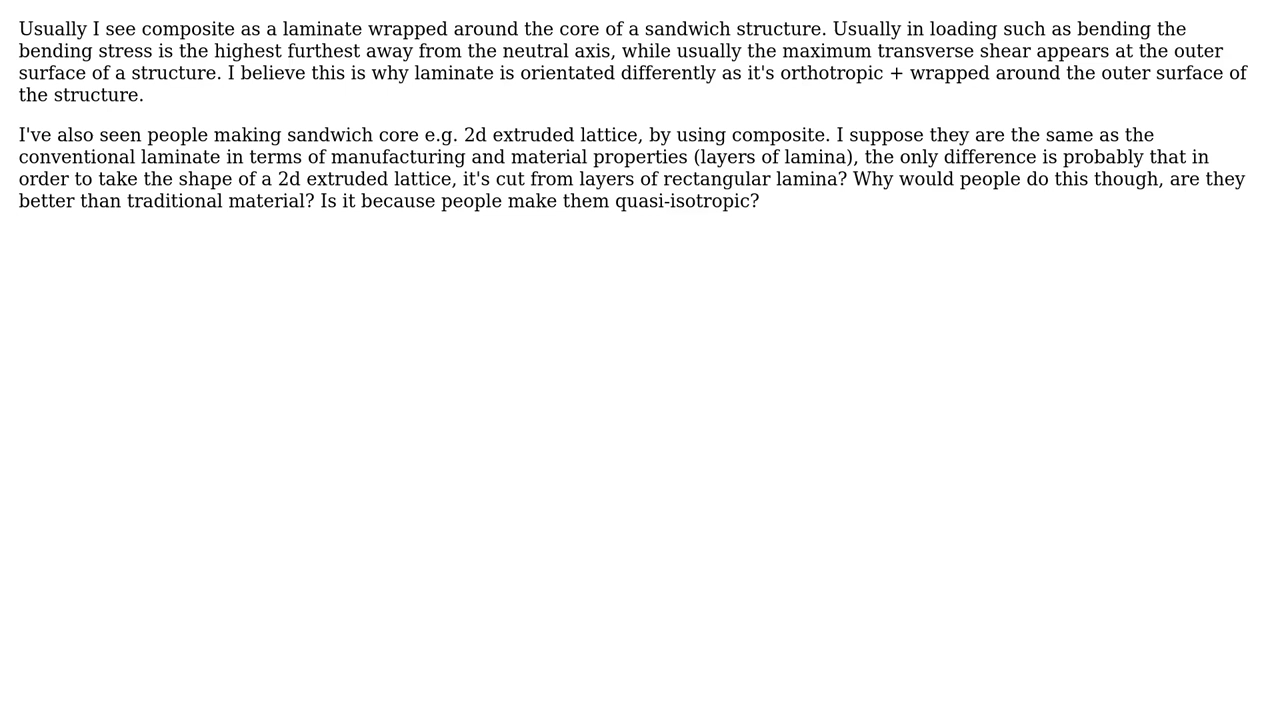 Usually I see composite as a laminate wrapped around the core of a sandwich structure. Usually in loading such as bending the
bending stress is the highest furthest away from the neutral axis, while usually the maximum transverse shear appears at the outer
surface of a structure. I believe this is why laminate is orientated differently as it's orthotropic + wrapped around the outer surface of
the structure.
I've also seen people making sandwich core e.g. 2d extruded lattice, by using composite. I suppose they are the same as the
conventional laminate in terms of manufacturing and material properties (layers of lamina), the only difference is probably that in
order to take the shape of a 2d extruded lattice, it's cut from layers of rectangular lamina? Why would people do this though, are they
better than traditional material? Is it because people make them quasi-isotropic?